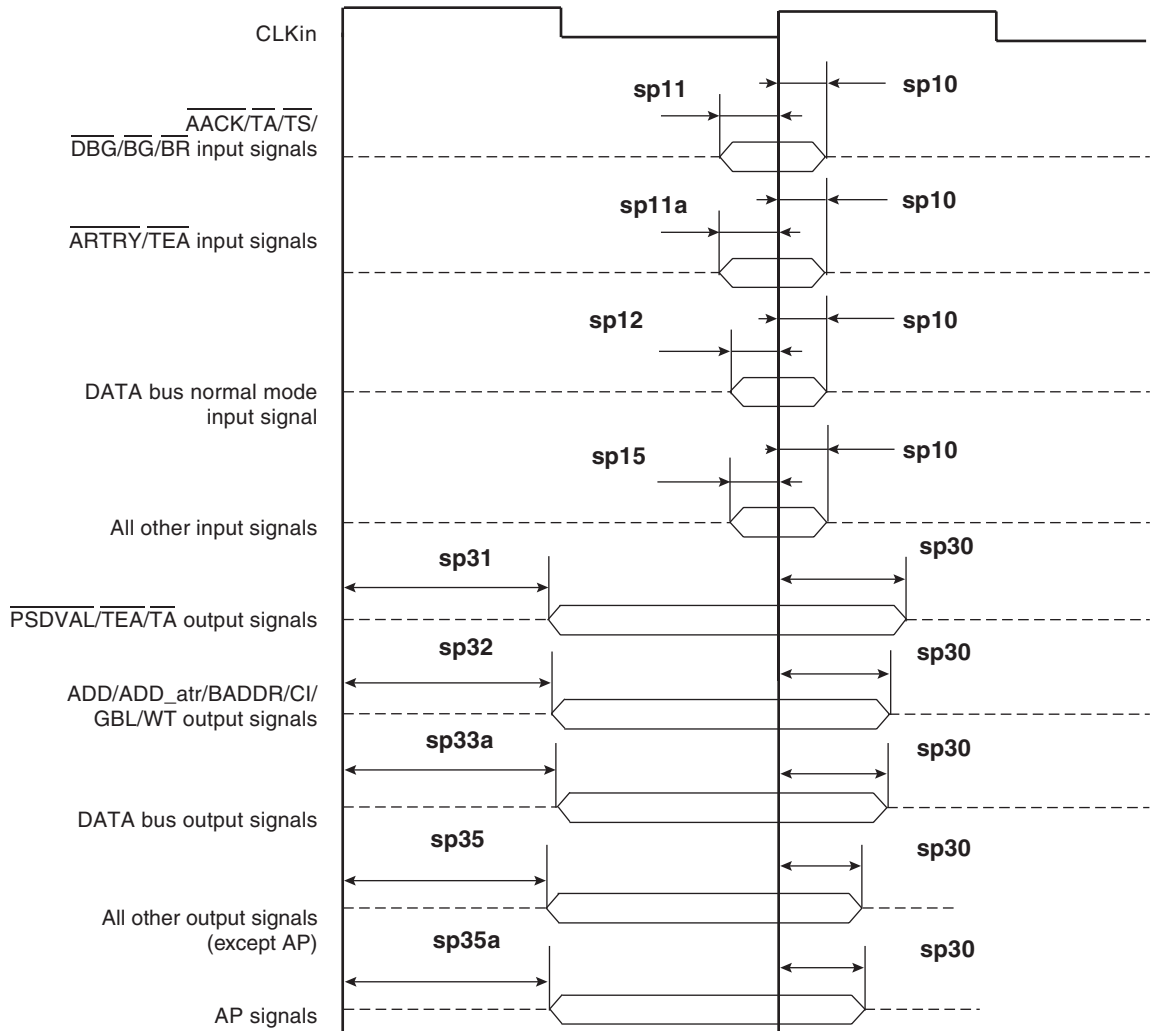 CLKin
sp11
sp10
AACK/TA/TS/
DBG/BG/BR input signals
sp11a
sp10
ARTRY/TEA input signals
sp12
sp10
DATA bus normal mode
input signal
sp15
sp10
All other input signals
sp31
sp30
PSDVAL/TEA/TA output signals
sp32
sp30
ADD/ADD_atr/BADDR/CI/
GBL/WT output signals
sp33a
sp30
DATA bus output signals
sp35
sp30
All other output signals
(except AP)
sp35a
sp30
AP signals